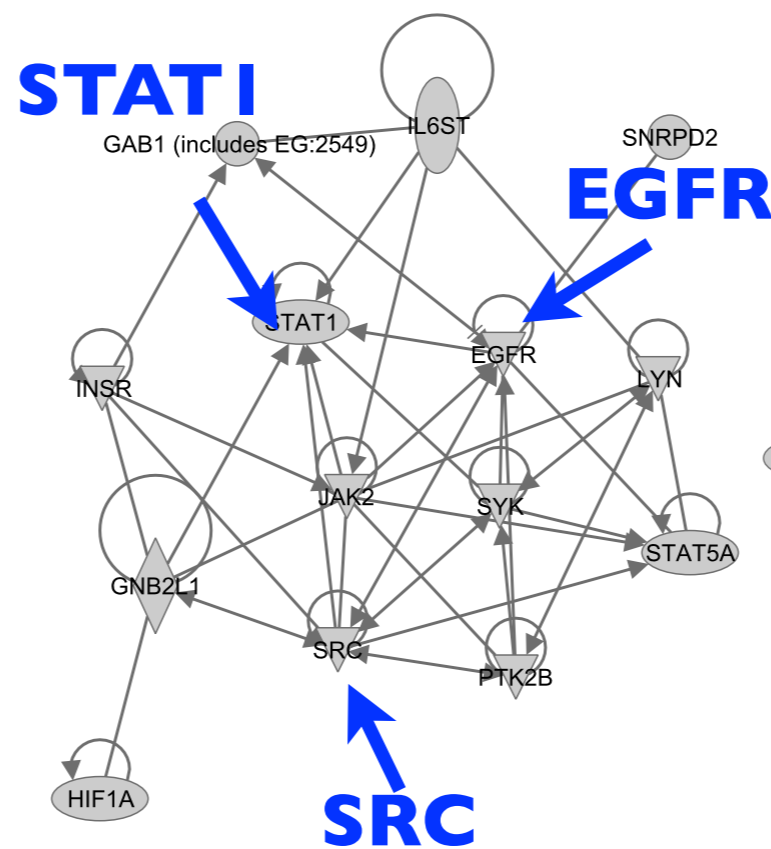 STAT1
IL6ST
GAB1 (includes EG:2549)
SNRPD2
EGFR
STAT1
EGFR
INSR
LYN
JAK2
SYK
STAT5A
GNB2L1
SRC
PTK2B
HIF1A
SRC